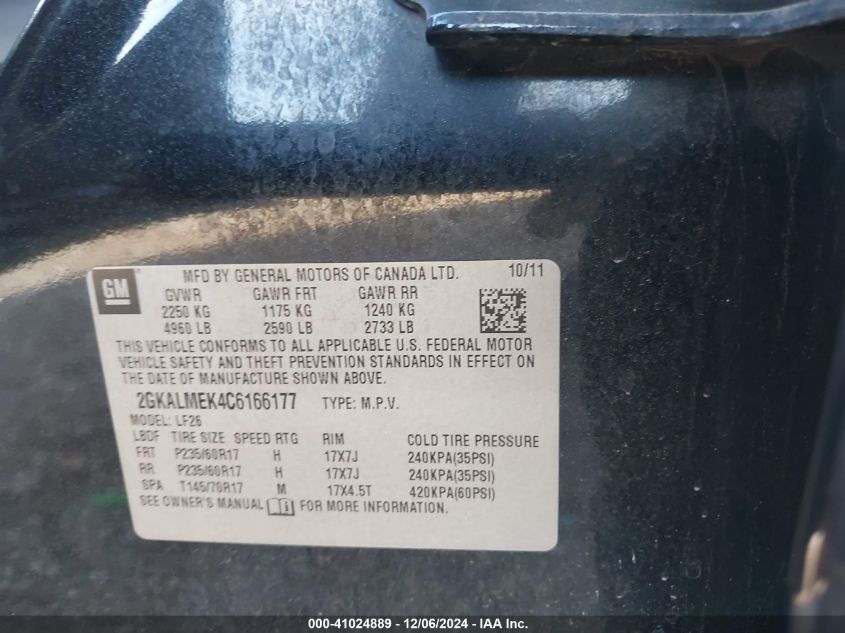 GM
MFD BY GENERAL MOTORS OF CANADA LTD. 10/11
GVWR GAWR FRT GAWR RR
2250 KG 1175 KG 1240 KG
4960 LB 2590 LB 2733 LB
THIS VEHICLE CONFORMS TO ALL APPLICABLE U.S. FEDERAL MOTOR
VEHICLE SAFETY AND THEFT PREVENTION STANDARDS IN EFFECT ON
THE DATE OF MANUFACTURE SHOWN ABOVE.
2GKALMEK4C6166177 TYPE: M.P.V.
MODEL: LF26
LBDF TIRE SIZE SPEED RTG RIM COLD TIRE PRESSURE
FRT P235/60R17 H 17X7J 240KPA(35PSI)
RR P235/60R17 H 17X7J 240KPA(35PSI)
SPA T145/70R17 M 17X4.5T 420KPA(60PSI)
SEE OWNER'S MANUAL FOR MORE INFORMATION.
000-41024889 - 12/06/2024 - IAA Inc.